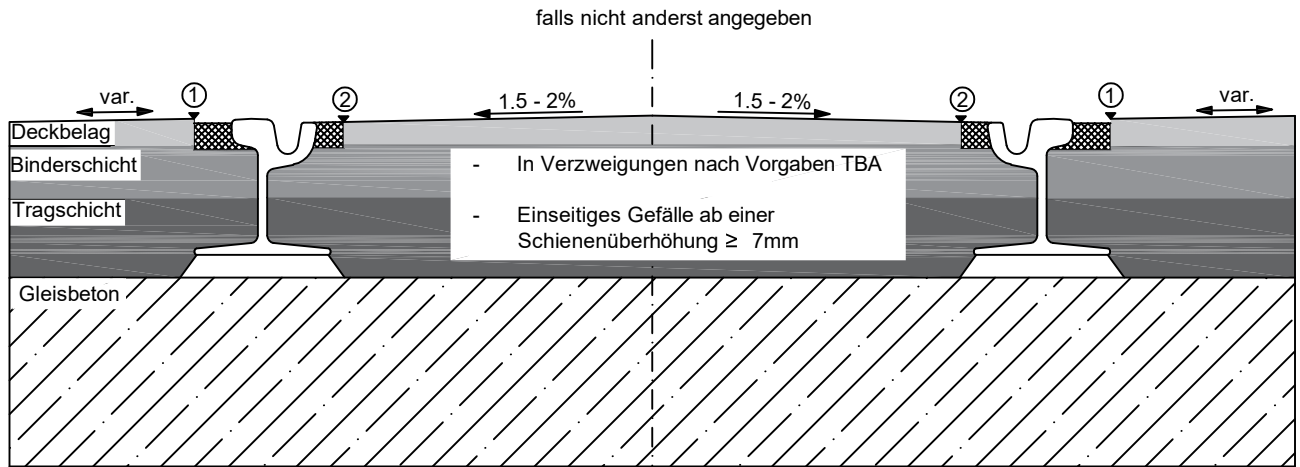 falls nicht anderst angegeben
var. 1 2 1.5 - 2% 1.5 - 2% 2 1 var.
Deckbelag
Binderschicht
- In Verzweigungen nach Vorgaben TBA
Tragschicht
- Einseitiges Gefälle ab einer
Schienenüberhöhung ≥ 7mm
Gleisbeton